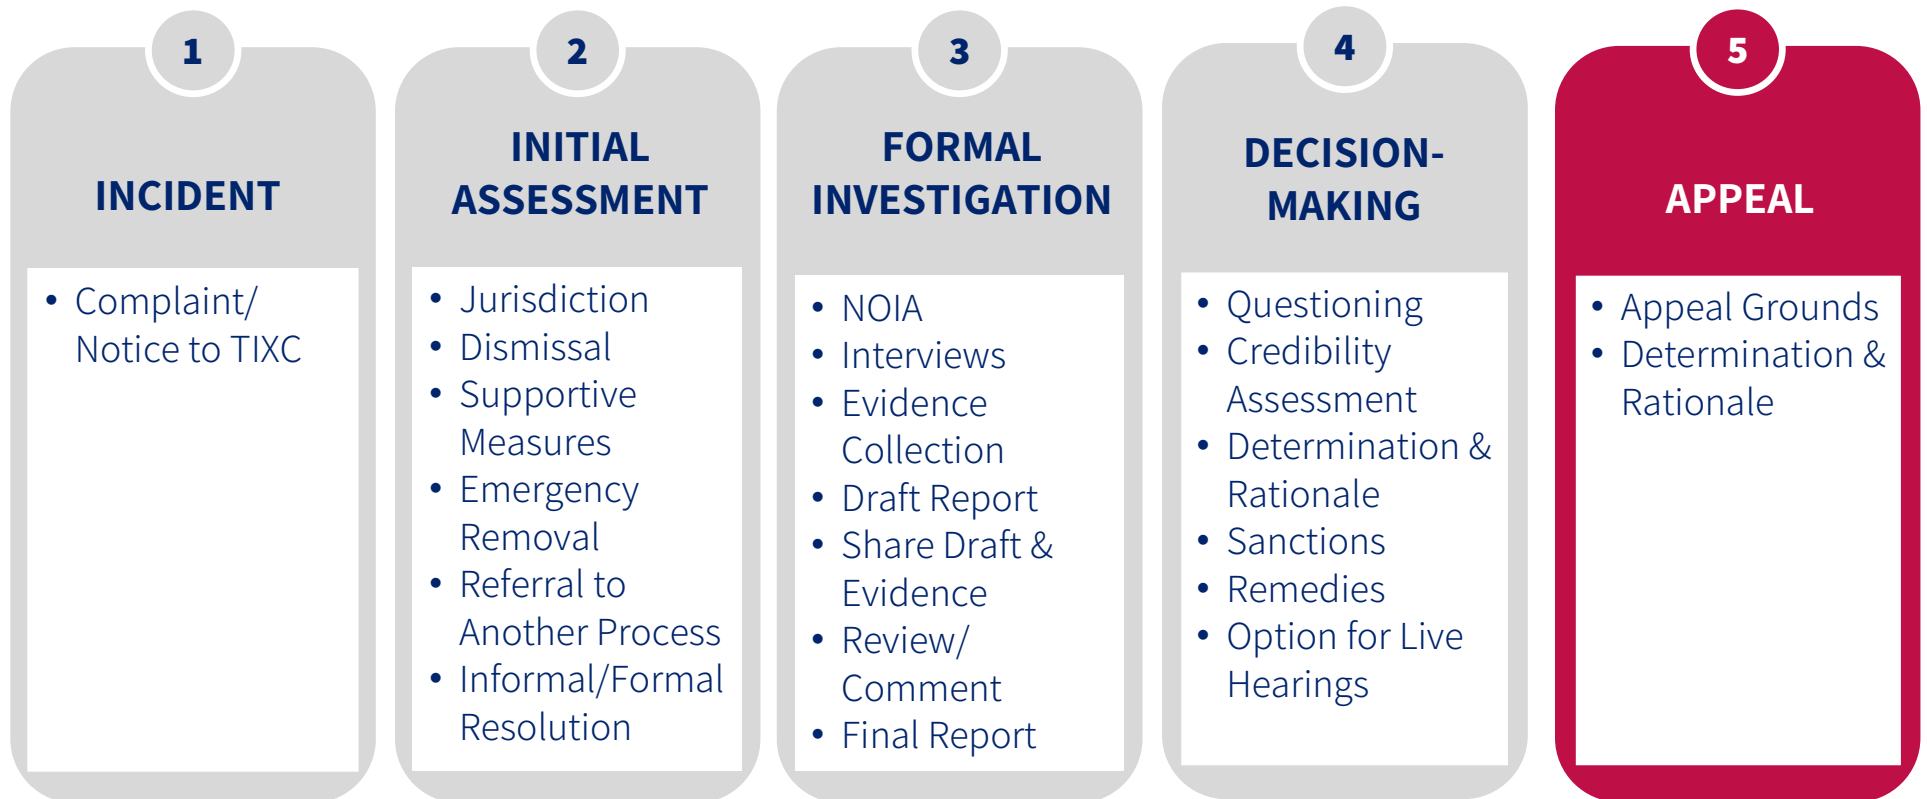 1
INCIDENT
• Complaint/
Notice to TIXC
2
INITIAL
ASSESSMENT
• Jurisdiction
• Dismissal
• Supportive
Measures
• Emergency
Removal
• Referral to
Another Process
• Informal/Formal
Resolution
3
FORMAL
INVESTIGATION
• NOIA
• Interviews
• Evidence
Collection
• Draft Report
• Share Draft &
Evidence
• Review/
Comment
• Final Report
4
DECISION-
MAKING
• Questioning
• Credibility
Assessment
• Determination &
Rationale
• Sanctions
• Remedies
• Option for Live
Hearings
5
APPEAL
• Appeal Grounds
• Determination &
Rationale